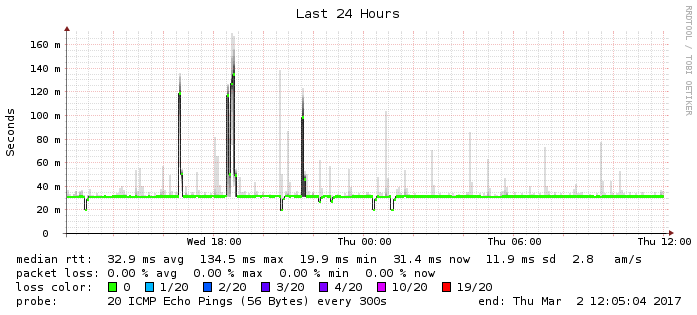 Last 24 Hours
RRDTOOL / TOBI OETIKER
Seconds
160 m
140 m
120 m
100 m
80 m
60 m
40 m
20 m
0
Wed 18:00 Thu 00:00 Thu 06:00 Thu 12:00
median rtt: 32.9 ms avg 134.5 ms max 19.9 ms min 31.4 ms now 11.9 ms sd 2.8 am/s
packet loss: 0.00 % avg 0.00 % max 0.00 % min 0.00 % now
loss color: 0 1/20 2/20 3/20 4/20 10/20 19/20
probe: 20 ICMP Echo Pings (56 Bytes) every 300s end: Thu Mar 2 12:05:04 2017